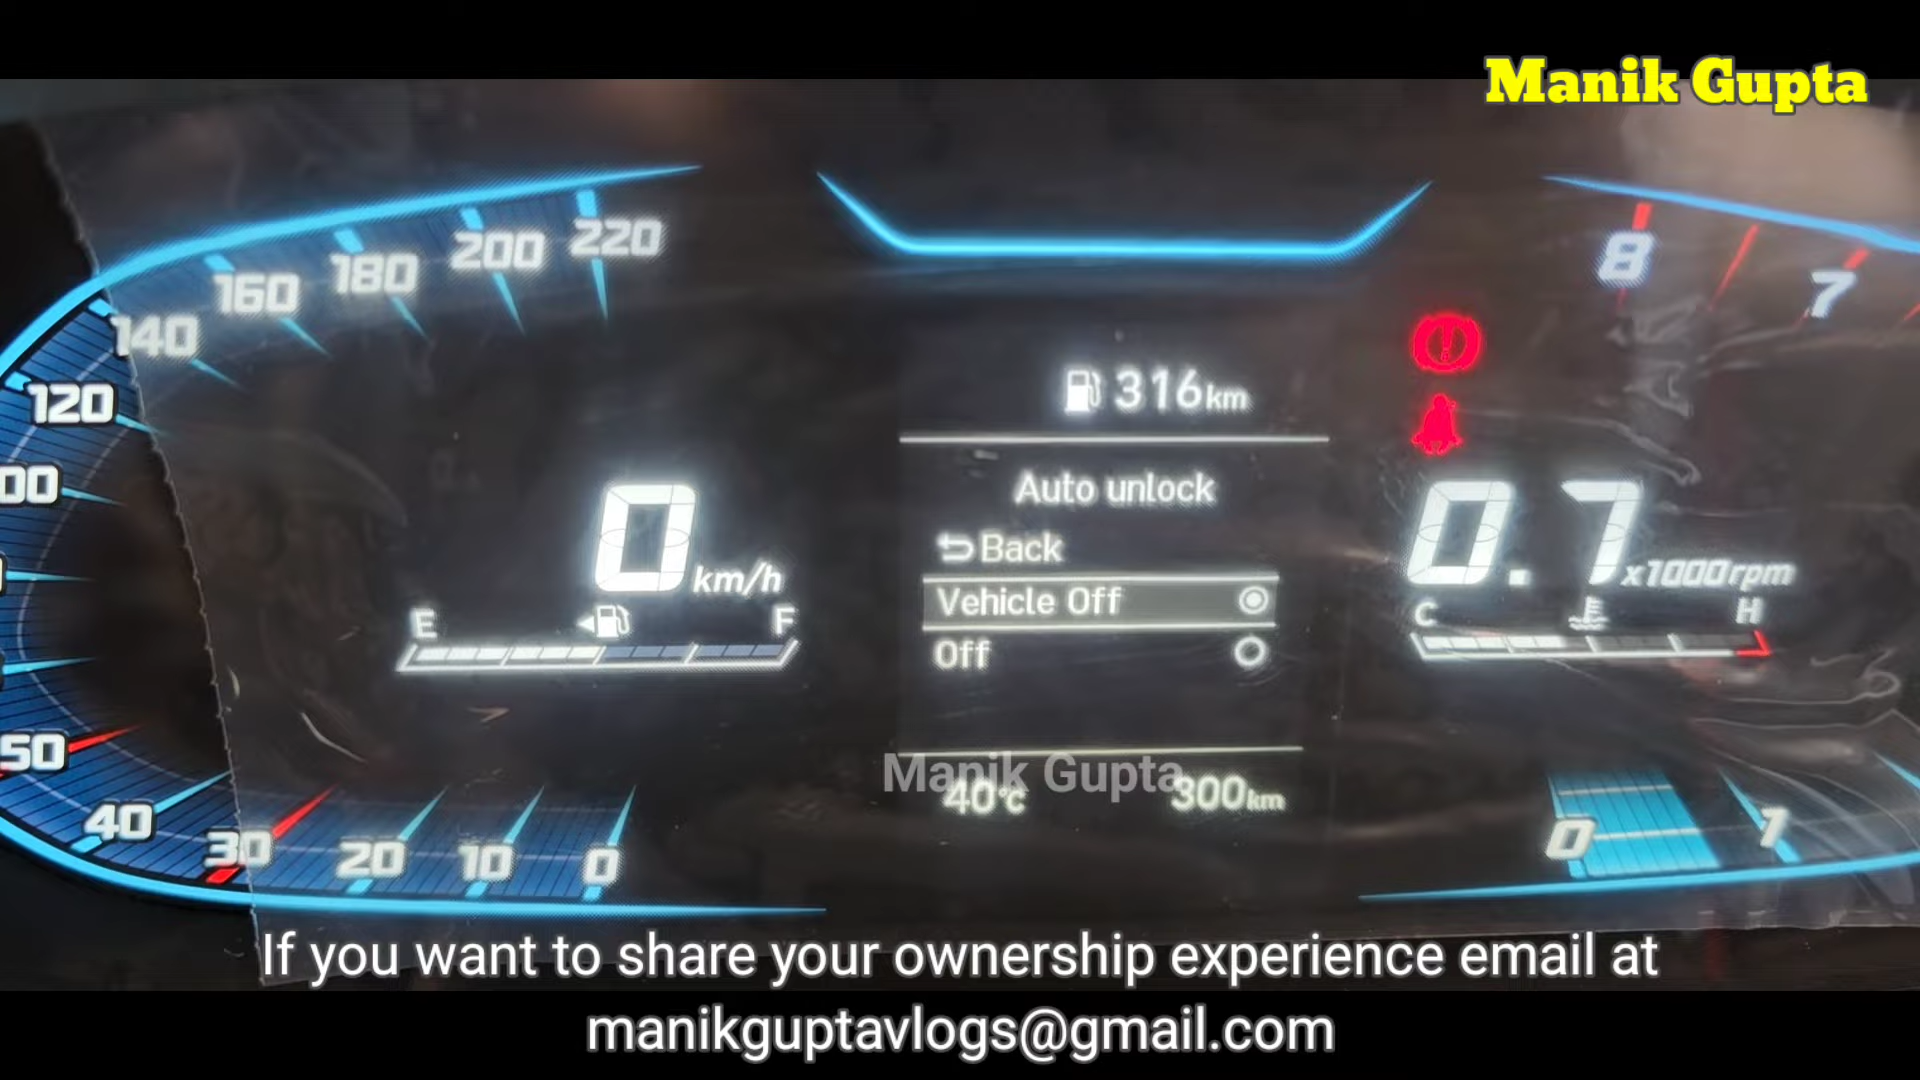 Manik Gupta
220
200
180
160
140
120
00
50
40
30
20
10
0
8
7
316km
Auto unlock
Back
Vehicle Off
Off
0 km/h
E F
0.7 x1000rpm
C H
Manik Gupta
40°C 300km
0 1
If you want to share your ownership experience email at
manikguptavlogs@gmail.com